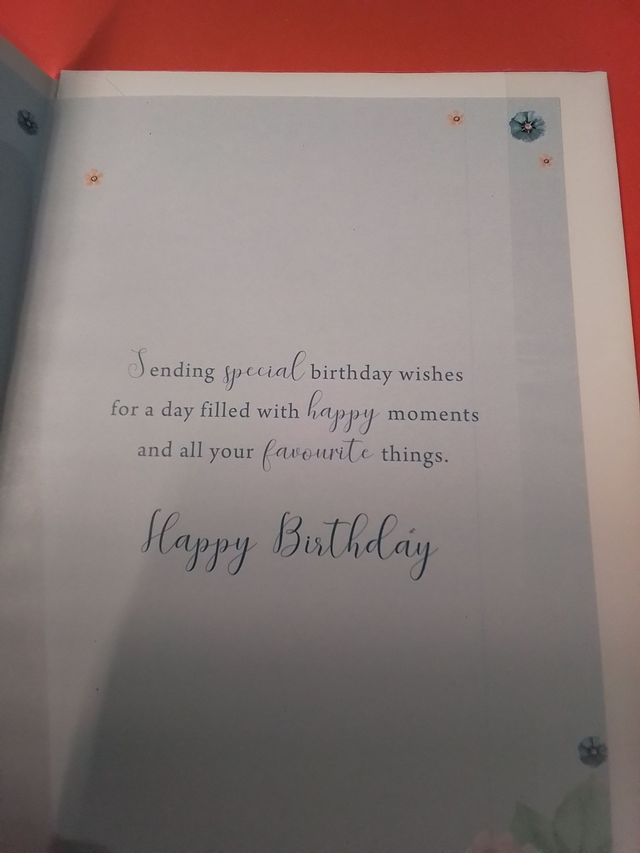 Sending special birthday wishes
for a day filled with happy moments
and all your favourite things.
Happy Birthday